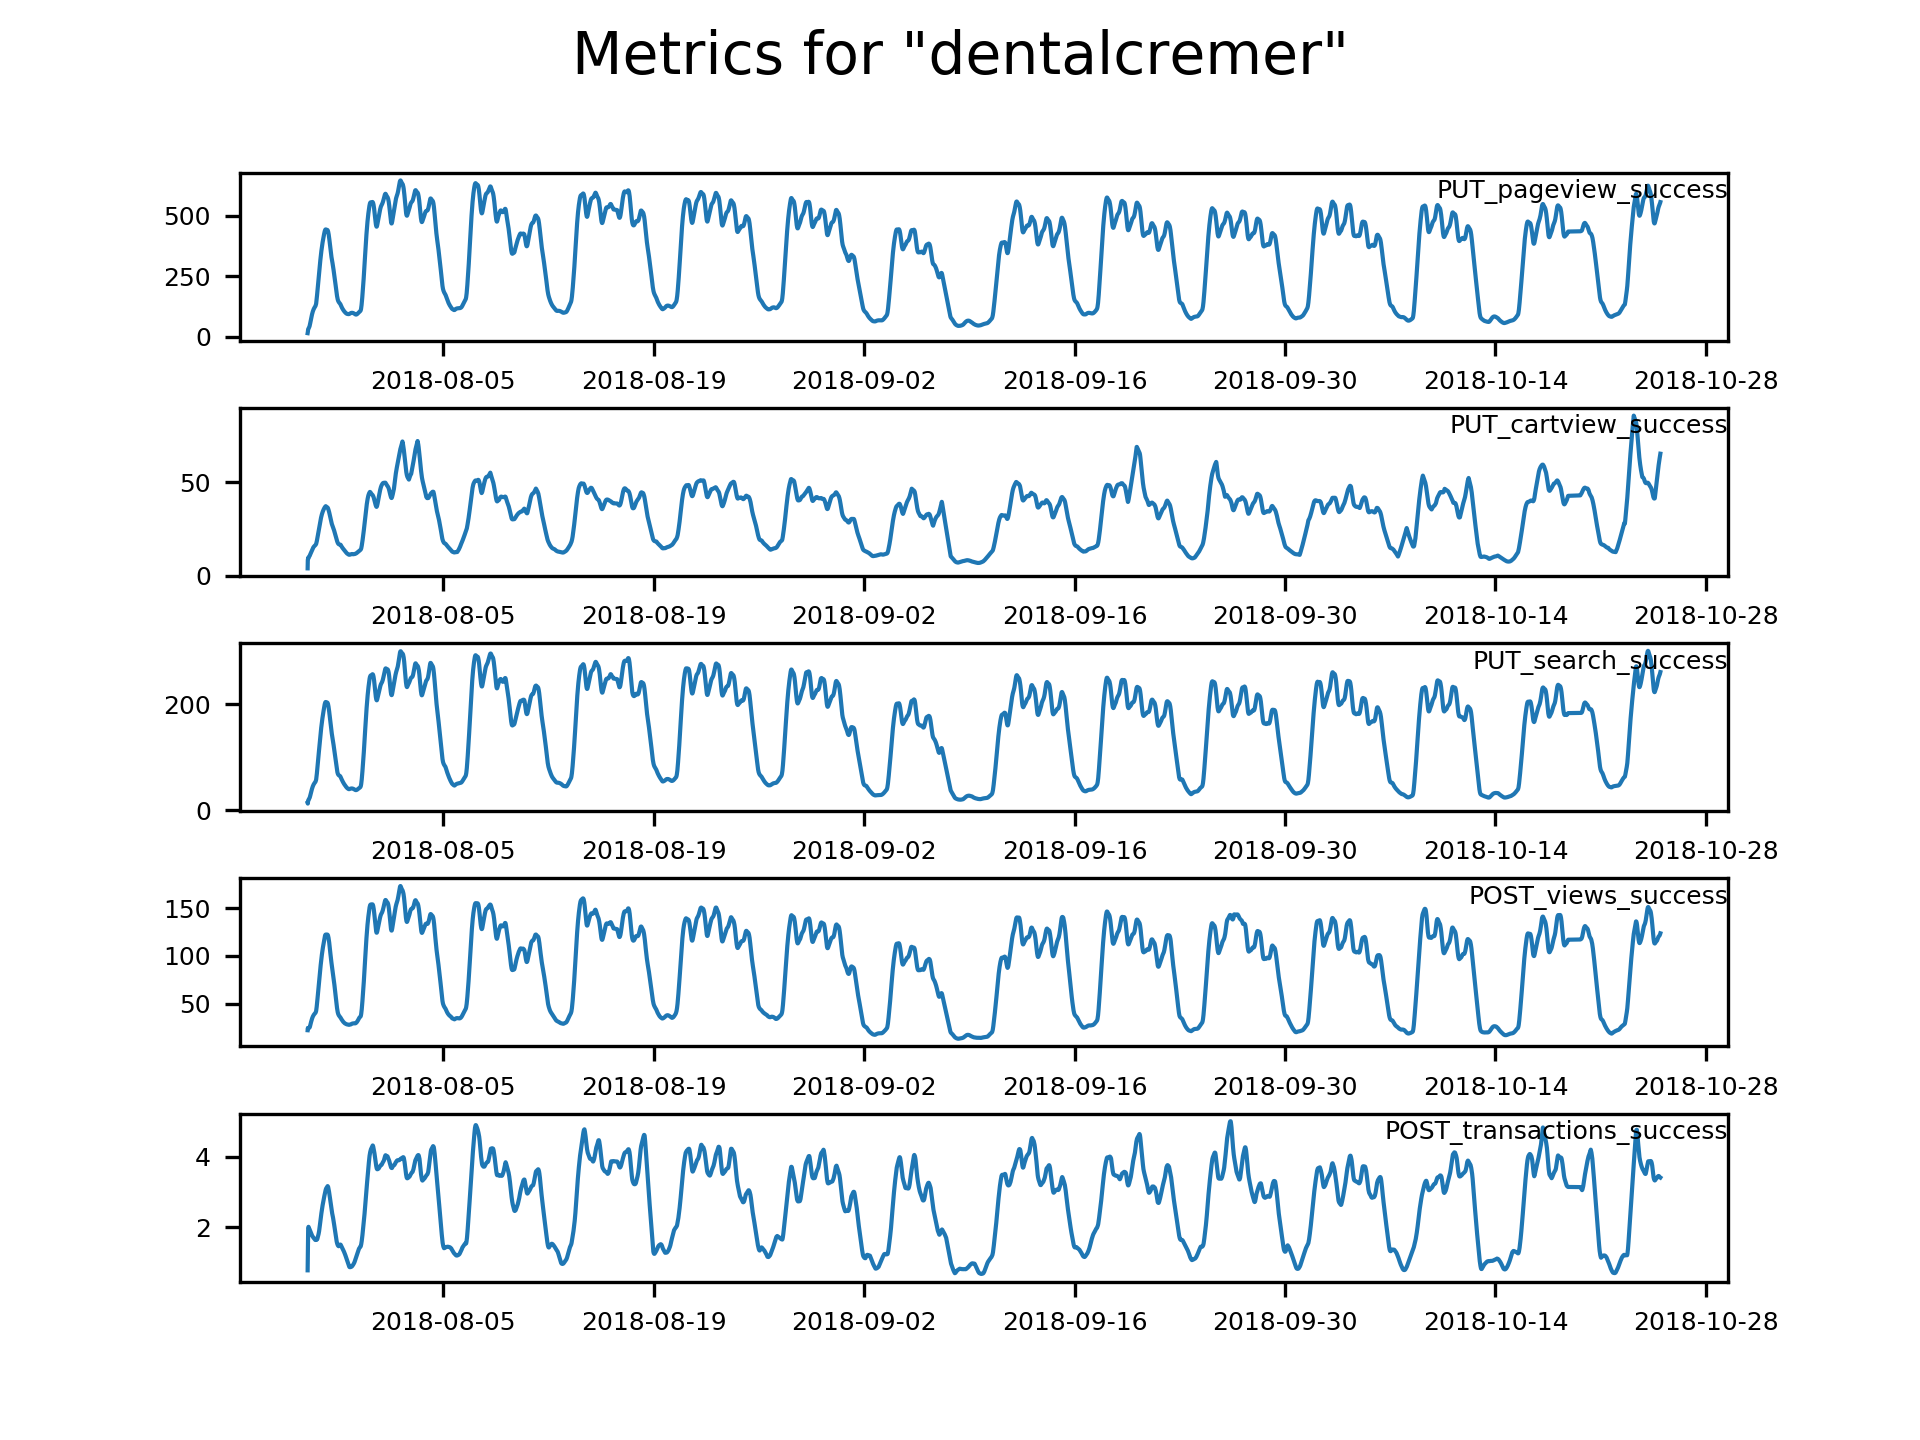 Metrics for "dentalcremer"
PUT_pageview_success
500
250
0
2018-08-05 2018-08-19 2018-09-02 2018-09-16 2018-09-30 2018-10-14 2018-10-28
PUT_cartview_success
50
0
2018-08-05 2018-08-19 2018-09-02 2018-09-16 2018-09-30 2018-10-14 2018-10-28
PUT_search_success
200
0
2018-08-05 2018-08-19 2018-09-02 2018-09-16 2018-09-30 2018-10-14 2018-10-28
POST_views_success
150
100
50
2018-08-05 2018-08-19 2018-09-02 2018-09-16 2018-09-30 2018-10-14 2018-10-28
POST_transactions_success
4
2
2018-08-05 2018-08-19 2018-09-02 2018-09-16 2018-09-30 2018-10-14 2018-10-28